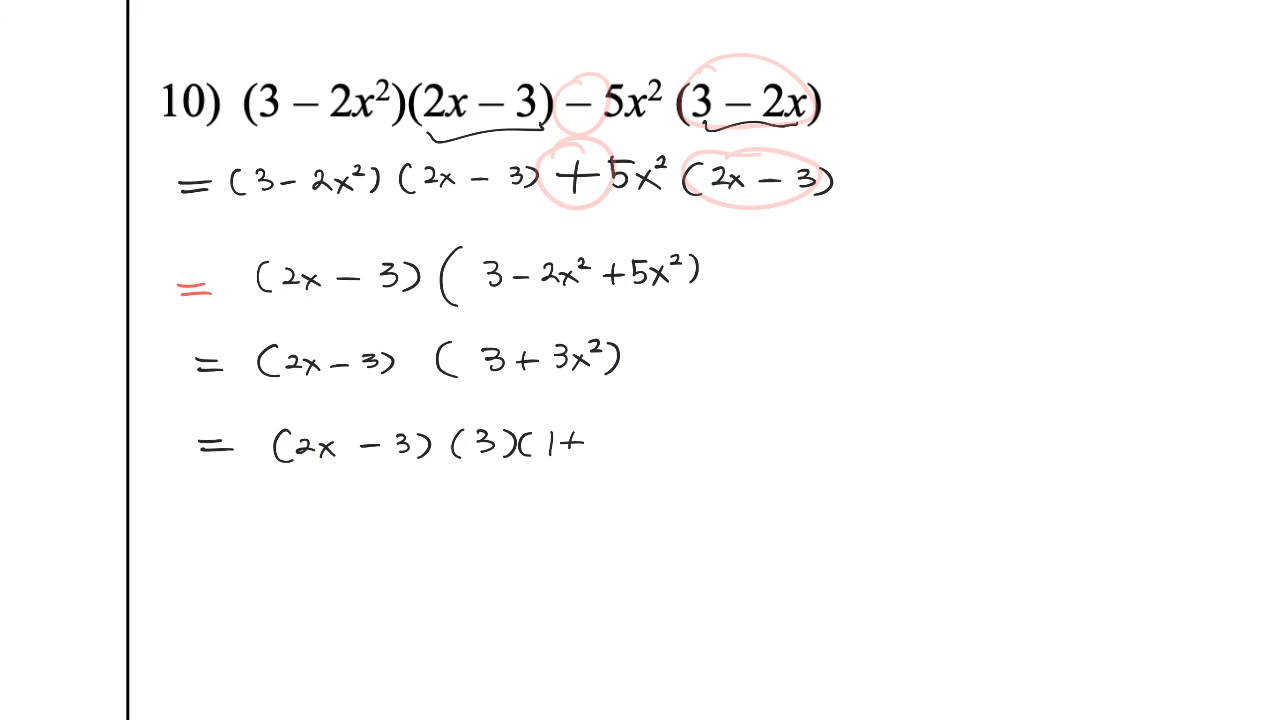 10) (3 – 2x²)(2x – 3) – 5x² (3 – 2x)
= (3 - 2x²) (2x - 3) + 5x² (2x - 3)
= (2x - 3) ( 3 - 2x² + 5x²)
= (2x - 3) ( 3 + 3x²)
= (2x - 3) (3)( 1+